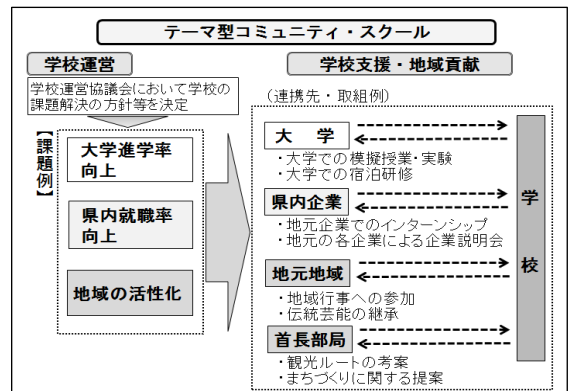 テーマ型コミュニティ・スクール
学校運営
学校運営協議会において学校の
課題解決の方針等を決定
【課題例】
大学進学率
向上
県内就職率
向上
地域の活性化
学校支援・地域貢献
（連携先・取組例）
大　学
・大学での模擬授業・実験
・大学での宿泊研修
県内企業
・地元企業でのインターンシップ
・地元の各企業による企業説明会
地元地域
・地域行事への参加
・伝統芸能の継承
首長部局
・観光ルートの考案
・まちづくりに関する提案
学校